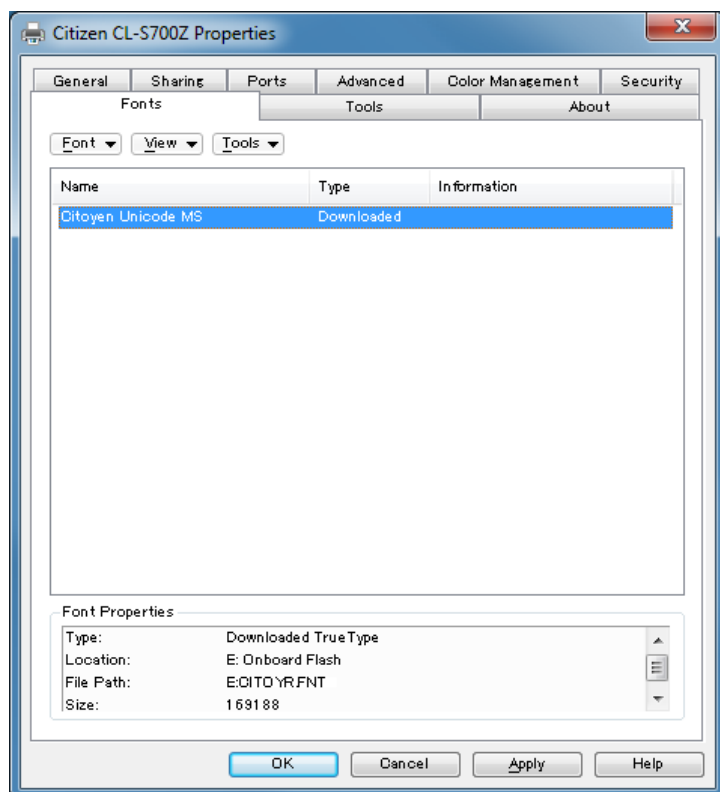 Citizen CL-S700Z Properties
General Sharing Ports Advanced Color Management Security
Fonts Tools About
Font View Tools
Name Type Information
Citoyen Unicode MS Downloaded
Font Properties
Type: Downloaded TrueType
Location: E: Onboard Flash
File Path: E:CITOYR.FNT
Size: 169188
OK Cancel Apply Help